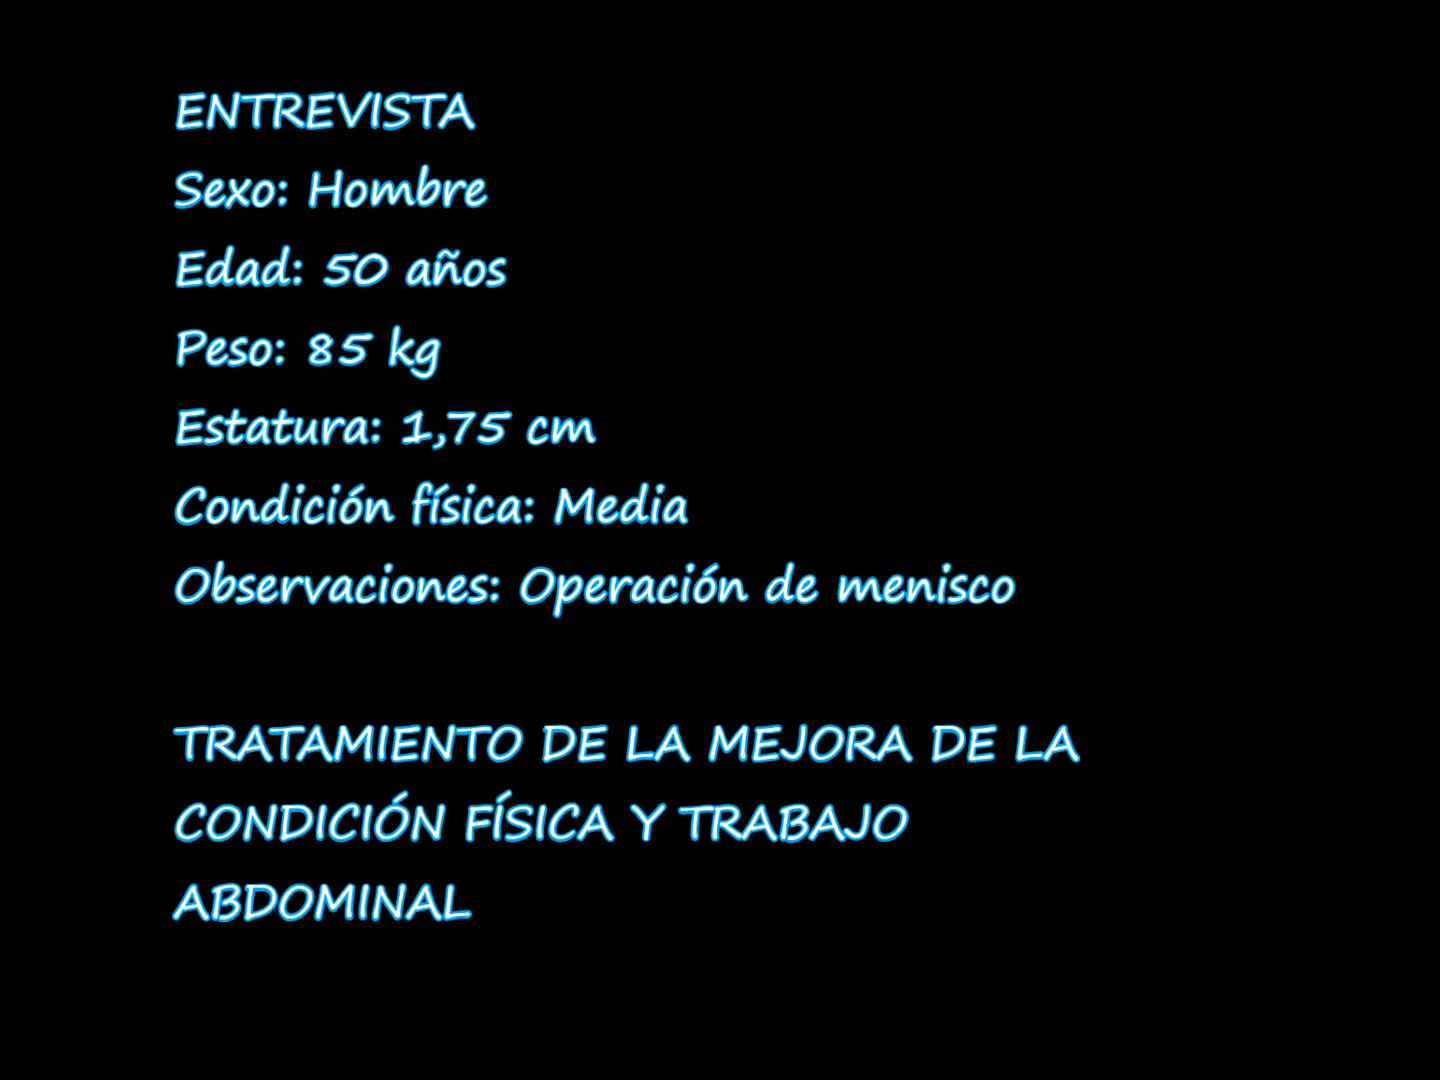 ENTREVISTA
Sexo: Hombre
Edad: 50 años
Peso: 85 kg
Estatura: 1,75 cm
Condición física: Media
Observaciones: Operación de menisco
TRATAMIENTO DE LA MEJORA DE LA
CONDICIÓN FÍSICA Y TRABAJO
ABDOMINAL